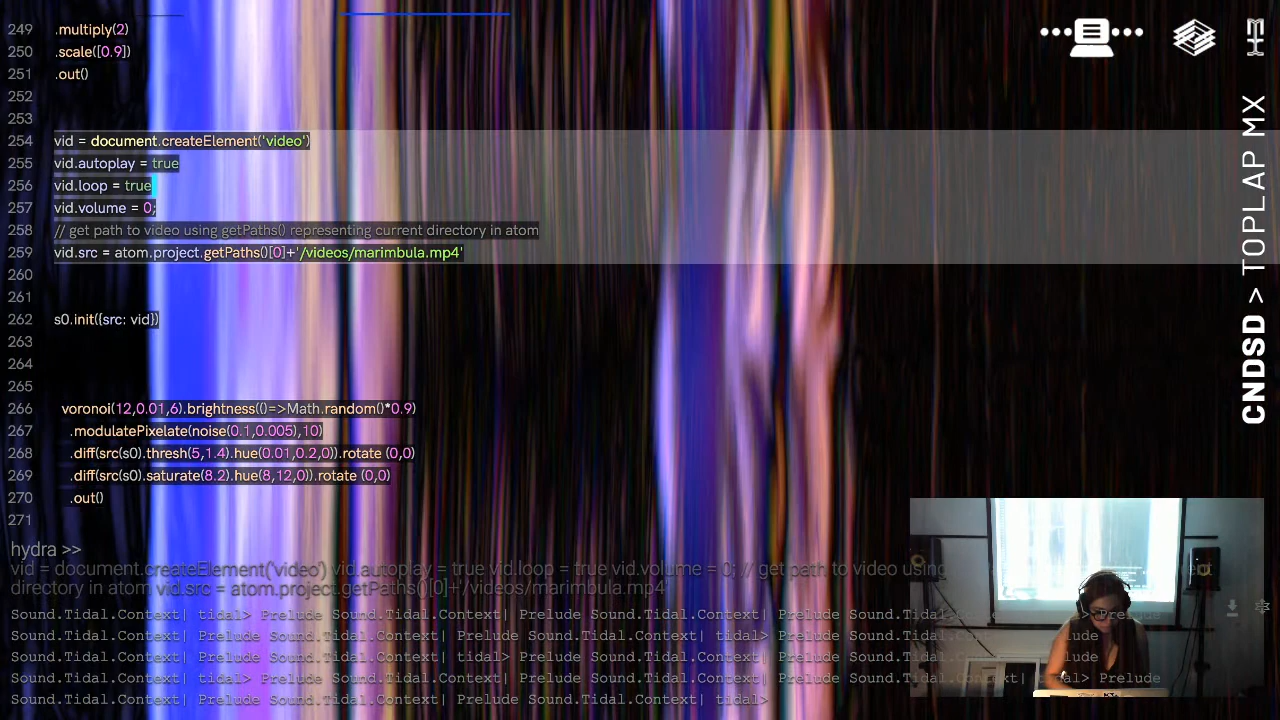 249 .multiply(2)
250 .scale([0.9])
251 .out()
252
253
254 vid = document.createElement('video')
255 vid.autoplay = true
256 vid.loop = true
257 vid.volume = 0;
258 // get path to video using getPaths() representing current directory in atom
259 vid.src = atom.project.getPaths()[0]+'/videos/marimbula.mp4'
260
261
262 s0.init({src: vid})
263
264
265
266 voronoi(12,0.01,6).brightness(()=>Math.random()*0.9)
267 .modulatePixelate(noise(0.1,0.005),10)
268 .diff(src(s0).thresh(5,1.4).hue(0.01,0.2,0)).rotate (0,0)
269 .diff(src(s0).saturate(8.2).hue(8,12,0)).rotate (0,0)
270 .out()
271
hydra >>
vid = document.createElement('video') vid.autoplay = true vid.loop = true vid.volume = 0; // get path to video using
directory in atom vid.src = atom.project.getPaths()[0]+'/videos/marimbula.mp4'
Sound.Tidal.Context| tidal> Prelude Sound.Tidal.Context| Prelude Sound.Tidal.Context| Prelude Sound.Tidal.Context| tidal> Prelude
Sound.Tidal.Context| Prelude Sound.Tidal.Context| Prelude Sound.Tidal.Context| tidal> Prelude Sound.Tidal.Context|
Sound.Tidal.Context| Prelude Sound.Tidal.Context| tidal> Prelude Sound.Tidal.Context| Prelude Sound.Tidal.Context|
Sound.Tidal.Context| tidal> Prelude Sound.Tidal.Context| Prelude Sound.Tidal.Context| Prelude Sound.Tidal.Context| tidal> Prelude
Sound.Tidal.Context| Prelude Sound.Tidal.Context| Prelude Sound.Tidal.Context| tidal>
CNDSD > TOPLAP MX